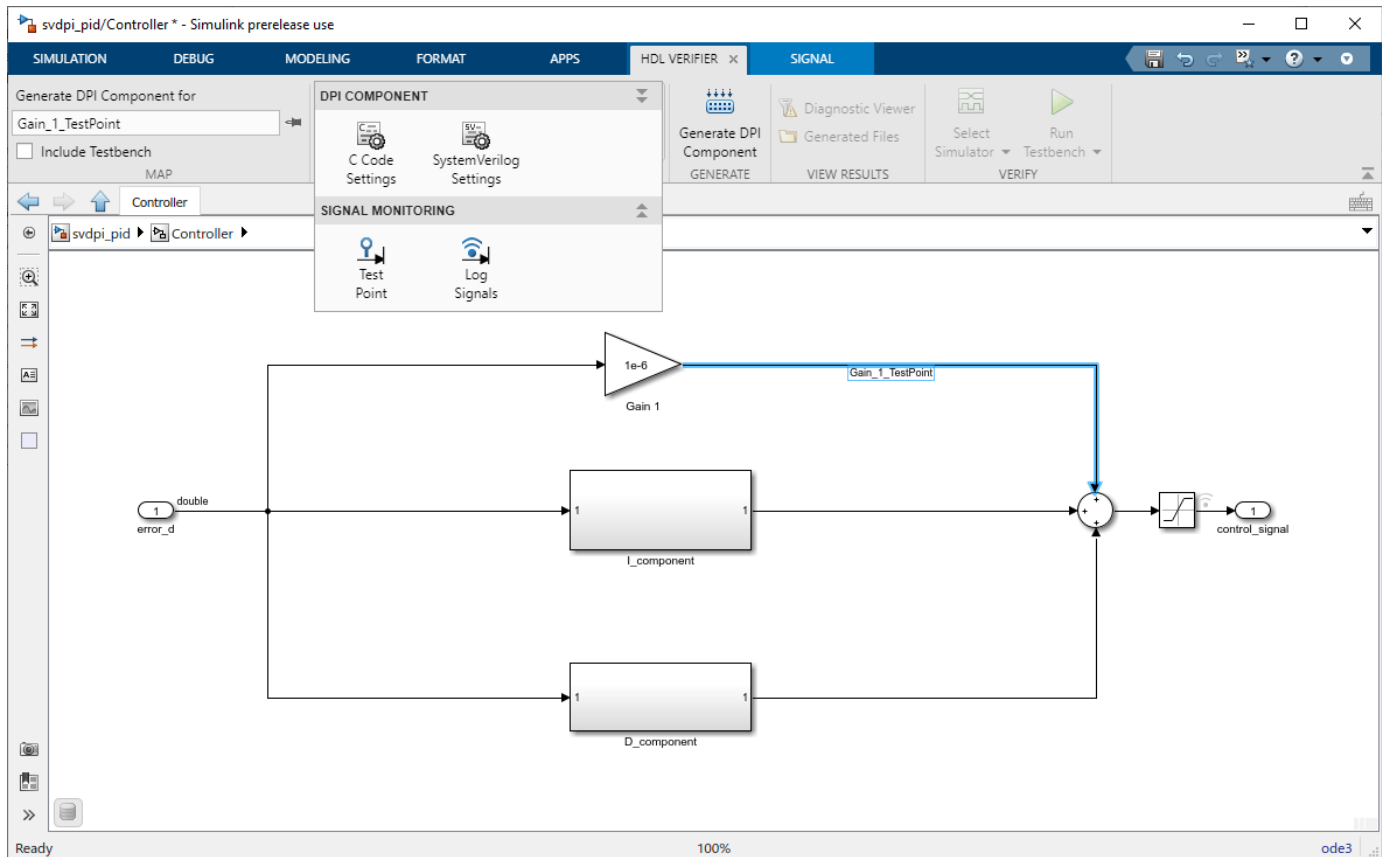 svdpi_pid/Controller * - Simulink prerelease use
SIMULATION DEBUG MODELING FORMAT APPS HDL VERIFIER SIGNAL
Generate DPI Component for
Gain_1_TestPoint
Include Testbench
MAP
DPI COMPONENT
C Code
Settings
SystemVerilog
Settings
SIGNAL MONITORING
Test
Point
Log
Signals
Generate DPI
Component
GENERATE
Diagnostic Viewer
Generated Files
VIEW RESULTS
Select
Simulator
Run
Testbench
VERIFY
Controller
svdpi_pid Controller
1e-6
Gain 1
Gain_1_TestPoint
1
double
error_d
1 1
I_component
1
control_signal
1 1
D_component
Ready 100% ode3